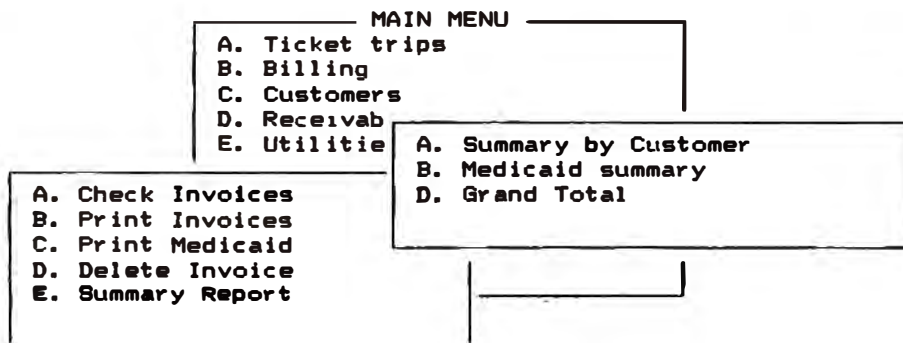 MAIN MENU
A. Ticket trips
B. Billing
C. Customers
D. Receivab
E. Utilitie
A. Summary by Customer
B. Medicaid summary
D. Grand Total
A. Check Invoices
B. Print Invoices
C. Print Medicaid
D. Delete Invoice
E. Summary Report